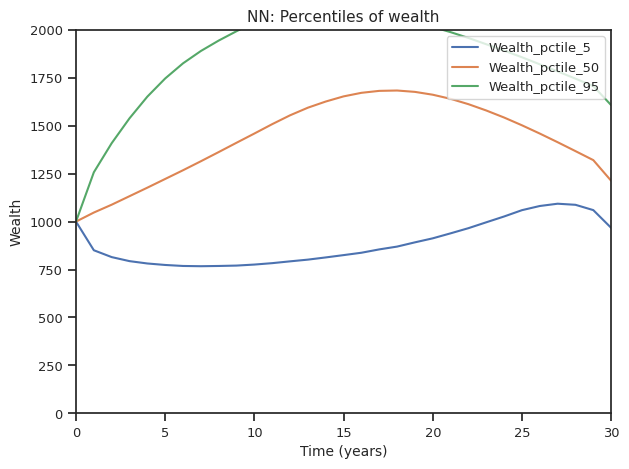 NN: Percentiles of wealth
2000
1750
1500
1250
1000
750
500
250
0
Wealth
Wealth_pctile_5
Wealth_pctile_50
Wealth_pctile_95
0 5 10 15 20 25 30
Time (years)